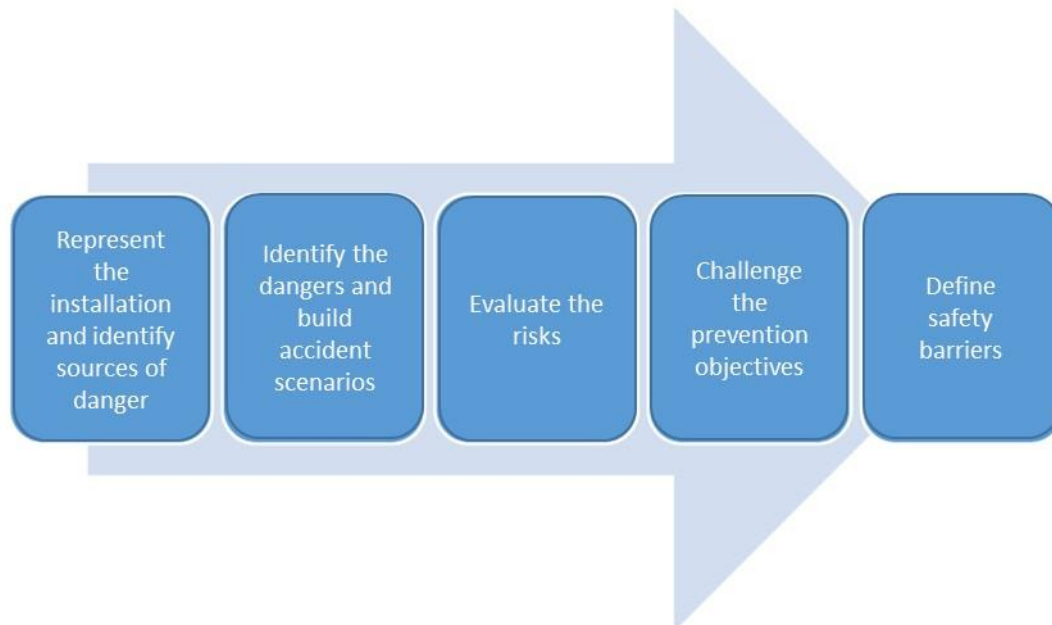 Represent
the
installation
and identify
sources of
danger
Identify the
dangers and
build
accident
scenarios
Evaluate the
risks
Challenge
the
prevention
objectives
Define
safety
barriers